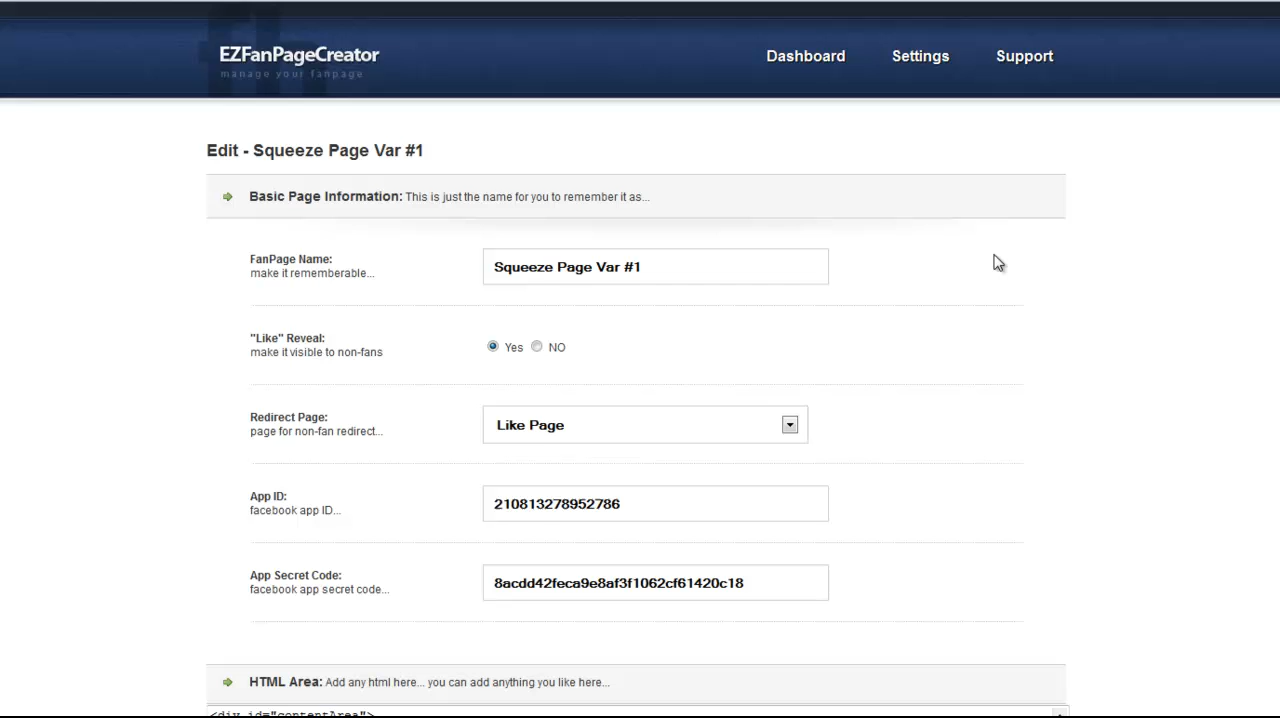 EZFanPageCreator
manage your fanpage
Dashboard Settings Support
Edit - Squeeze Page Var #1
Basic Page Information: This is just the name for you to remember it as...
FanPage Name:
make it rememberable...
Squeeze Page Var #1
"Like" Reveal:
make it visible to non-fans
Yes NO
Redirect Page:
page for non-fan redirect...
Like Page
App ID:
facebook app ID...
210813278952786
App Secret Code:
facebook app secret code...
8acdd42feca9e8af3f1062cf61420c18
HTML Area: Add any html here... you can add anything you like here...
<div id="contentArea">